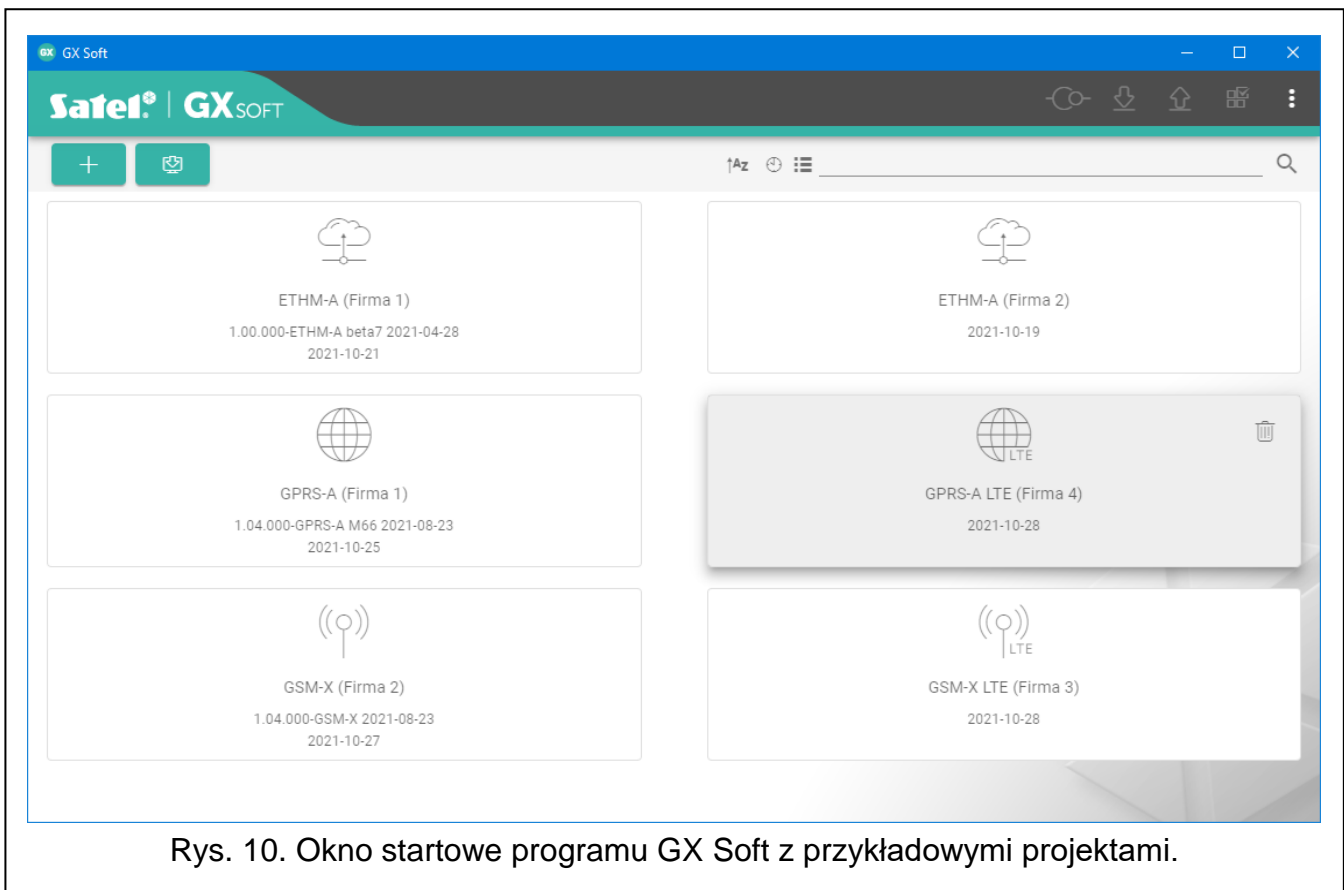 GX GX Soft
Satel® | GX SOFT
AZ
ETHM-A (Firma 1)
1.00.000-ETHM-A beta7 2021-04-28
2021-10-21
ETHM-A (Firma 2)
2021-10-19
GPRS-A (Firma 1)
1.04.000-GPRS-A M66 2021-08-23
2021-10-25
LTE
GPRS-A LTE (Firma 4)
2021-10-28
GSM-X (Firma 2)
1.04.000-GSM-X 2021-08-23
2021-10-27
LTE
GSM-X LTE (Firma 3)
2021-10-28
Rys. 10. Okno startowe programu GX Soft z przykładowymi projektami.